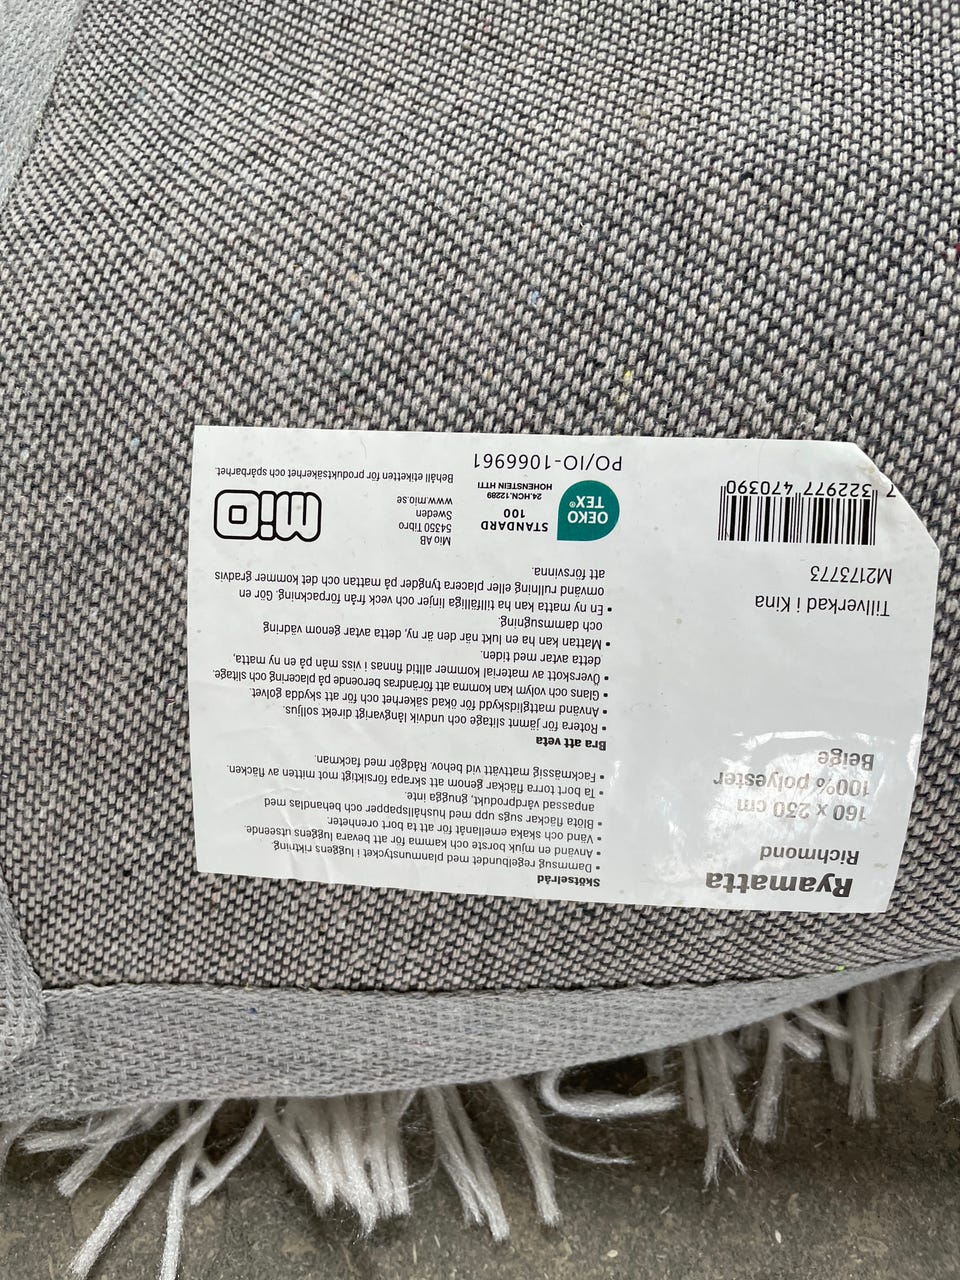 Ryamatta
Richmond
160 x 230 cm
100% polyester
Beige
Tillverkad i Kina
M2173773
7 322977 470390
Skötselråd
• Dammsug regelbundet med planmunstycket i luggens riktning.
• Använd en mjuk borste och kamma för att bevara luggens utseende.
• Vänd och skaka emellanåt för att ta bort orenheter.
• Blöta fläckar sugs upp med hushållspapper och behandlas med
anpassad vårdprodukt, gnugga inte.
• Ta bort torra fläckar genom att skrapa försiktigt mot mitten av fläcken.
• Fackmässig mattvätt vid behov. Rådgör med fackman.
Bra att veta
• Rotera för jämnt slitage och undvik långvarigt direkt solljus.
• Använd mattglidskydd för ökad säkerhet och för att skydda golvet.
• Glans och volym kan komma att förändras beroende på placering och slitage.
• Överskott av material kommer alltid finnas i viss mån på en ny matta,
detta avtar med tiden.
• Mattan kan ha en lukt när den är ny, detta avtar genom vädring
och dammsugning.
• En ny matta kan ha tillfälliga linjer och veck från förpackning. Gör en
omvänd rullning eller placera tyngder på mattan och det kommer gradvis
att försvinna.
OEKO
TEX®
STANDARD
100
24.HCN.12289
HOHENSTEIN HTTI
PO/IO-1066961
Mio AB
54350 Tibro
Sweden
www.mio.se
mio
Behåll etiketten för produktsäkerhet och spårbarhet.